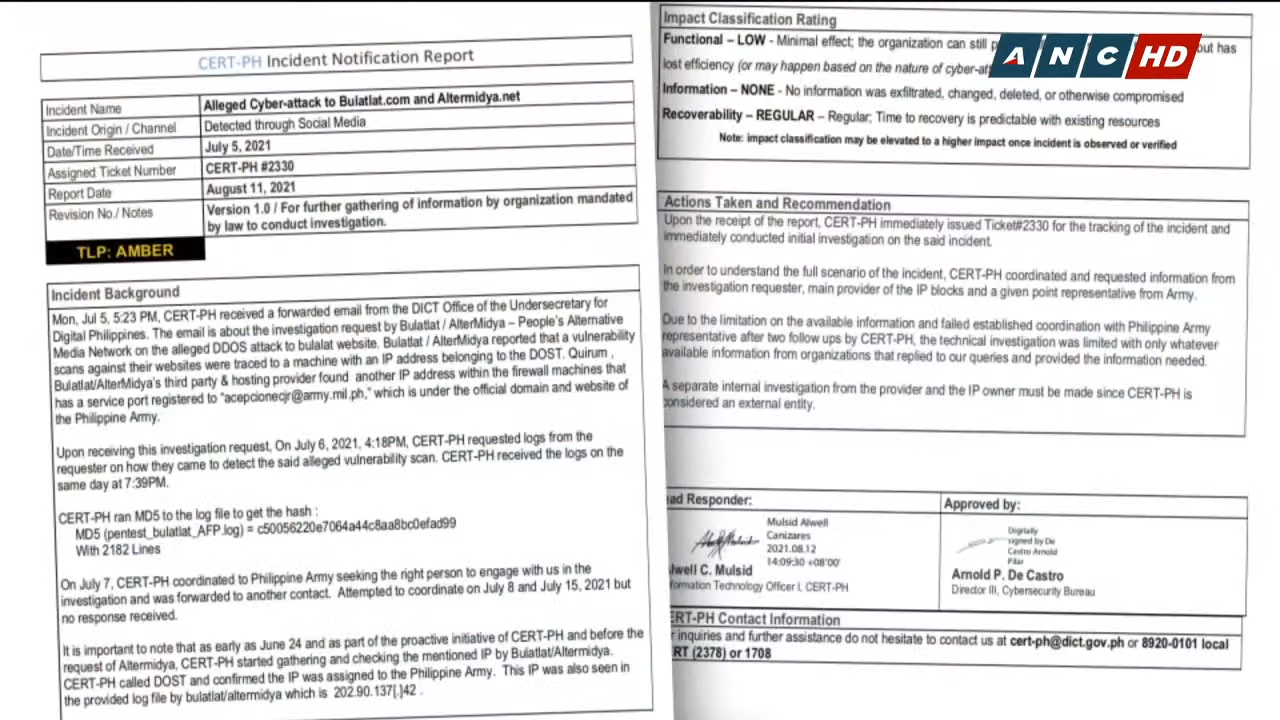 CERT-PH Incident Notification Report
Incident Name Alleged Cyber-attack to Bulatlat.com and Altermidya.net
Incident Origin / Channel Detected through Social Media
Date/Time Received July 5, 2021
Assigned Ticket Number CERT-PH #2330
Report Date August 11, 2021
Revision No./ Notes Version 1.0 / For further gathering of information by organization mandated
by law to conduct investigation.
TLP: AMBER
Incident Background
Mon, Jul 5, 5:23 PM, CERT-PH received a forwarded email from the DICT Office of the Undersecretary for
Digital Philippines. The email is about the investigation request by Bulatlat / AlterMidya – People's Alternative
Media Network on the alleged DDOS attack to bulalat website. Bulatlat / AlterMidya reported that a vulnerability
scans against their websites were traced to a machine with an IP address belonging to the DOST. Quirum ,
Bulatlat/AlterMidya's third party & hosting provider found another IP address within the firewall machines that
has a service port registered to "acepcionecjr@army.mil.ph," which is under the official domain and website of
the Philippine Army.
Upon receiving this investigation request, On July 6, 2021, 4:18PM, CERT-PH requested logs from the
requester on how they came to detect the said alleged vulnerability scan. CERT-PH received the logs on the
same day at 7:39PM.
CERT-PH ran MD5 to the log file to get the hash :
MD5 (pentest_bulatlat_AFP.log) = c50056220e7064a44c8aa8bc0efad99
With 2182 Lines
On July 7, CERT-PH coordinated to Philippine Army seeking the right person to engage with us in the
investigation and was forwarded to another contact. Attempted to coordinate on July 8 and July 15, 2021 but
no response received.
It is important to note that as early as June 24 and as part of the proactive initiative of CERT-PH and before the
request of Altermidya, CERT-PH started gathering and checking the mentioned IP by Bulatlat/Altermidya.
CERT-PH called DOST and confirmed the IP was assigned to the Philippine Army. This IP was also seen in
the provided log file by bulatlat/altermidya which is 202.90.137[.]42 .
Impact Classification Rating
Functional – LOW - Minimal effect; the organization can still but has
lost efficiency (or may happen based on the nature of
Information – NONE - No information was exfiltrated, changed, deleted, or otherwise compromised
Recoverability – REGULAR – Regular; Time to recovery is predictable with existing resources
Note: impact classification may be elevated to a higher impact once incident is observed or verified
ANC HD
Actions Taken and Recommendation
Upon the receipt of the report, CERT-PH immediately issued Ticket#2330 for the tracking of the incident and
immediately conducted initial investigation on the said incident.
In order to understand the full scenario of the incident, CERT-PH coordinated and requested information from
the investigation requester, main provider of the IP blocks and a given point representative from Army.
Due to the limitation on the available information and failed established coordination with Philippine Army
representative after two follow ups by CERT-PH, the technical investigation was limited with only whatever
available information from organizations that replied to our queries and provided the information needed.
A separate internal investigation from the provider and the IP owner must be made since CERT-PH is
considered an external entity.
ad Responder:
Mulsid Alwell
Canizares
2021.08.12
14:09:30 +08'00'
lwell C. Mulsid
formation Technology Officer I, CERT-PH
Approved by:
Digitally
signed by De
Castro Arnold
Pilar
Arnold P. De Castro
Director III, Cybersecurity Bureau
ERT-PH Contact Information
r inquiries and further assistance do not hesitate to contact us at cert-ph@dict.gov.ph or 8920-0101 local
RT (2378) or 1708